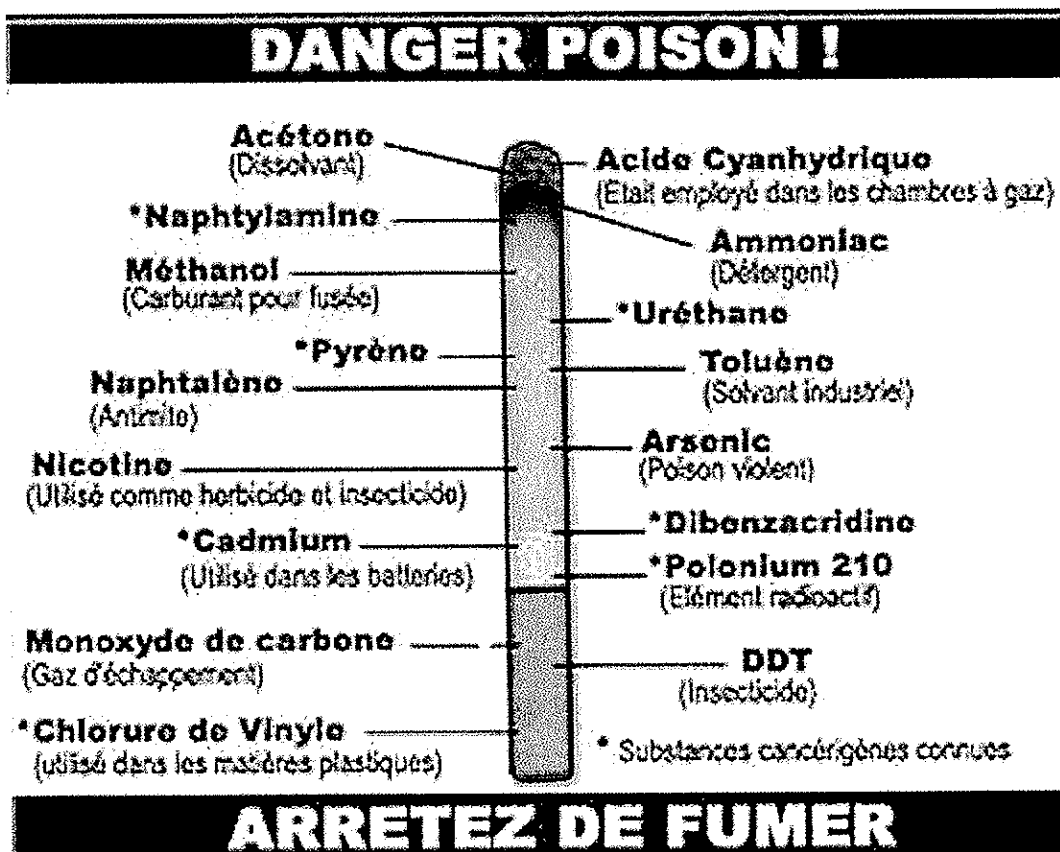 DANGER POISON !
Acétone
(Dissolvant)
Acide Cyanhydrique
(Etait employé dans les chambres à gaz)
*Naphtylamine
Ammoniac
(Détergent)
Méthanol
(Carburant pour fusée)
*Uréthane
*Pyrène
Toluène
(Solvant industriel)
Naphtalène
(Antimite)
Arsenic
(Poison violent)
Nicotine
(Utilisé comme herbicide et insecticide)
*Dibenzacridine
*Cadmium
(Utilisé dans les batteries)
*Polonium 210
(Elément radioactif)
Monoxyde de carbone
(Gaz d'échappement)
DDT
(Insecticide)
*Chlorure de Vinyle
(utilisé dans les matières plastiques)
* Substances cancérigènes connues
ARRETEZ DE FUMER